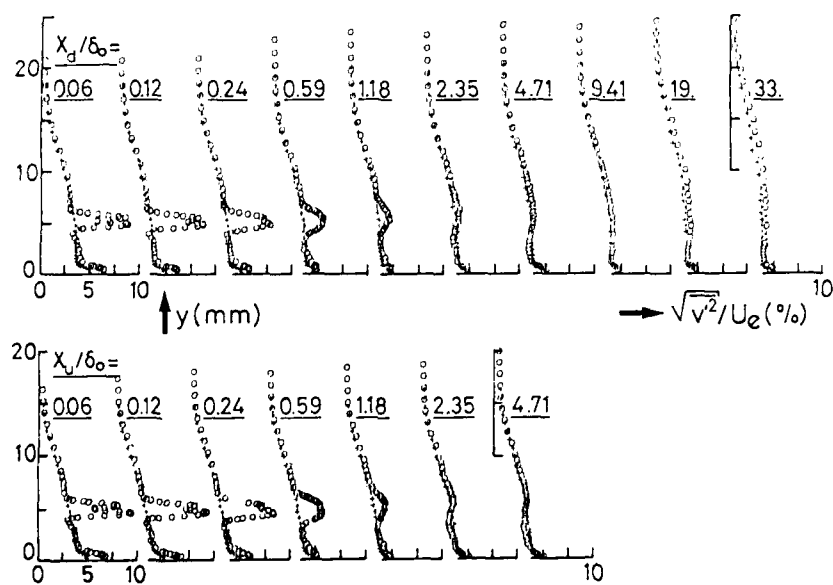 20
X_d/δ_o=
0.06 0.12 0.24 0.59 1.18 2.35 4.71 9.41 19. 33.
10
0
0 5 10 10
y (mm) √v'²/U_e (%)
20
X_u/δ_o=
0.06 0.12 0.24 0.59 1.18 2.35 4.71
10
0
0 5 10 10